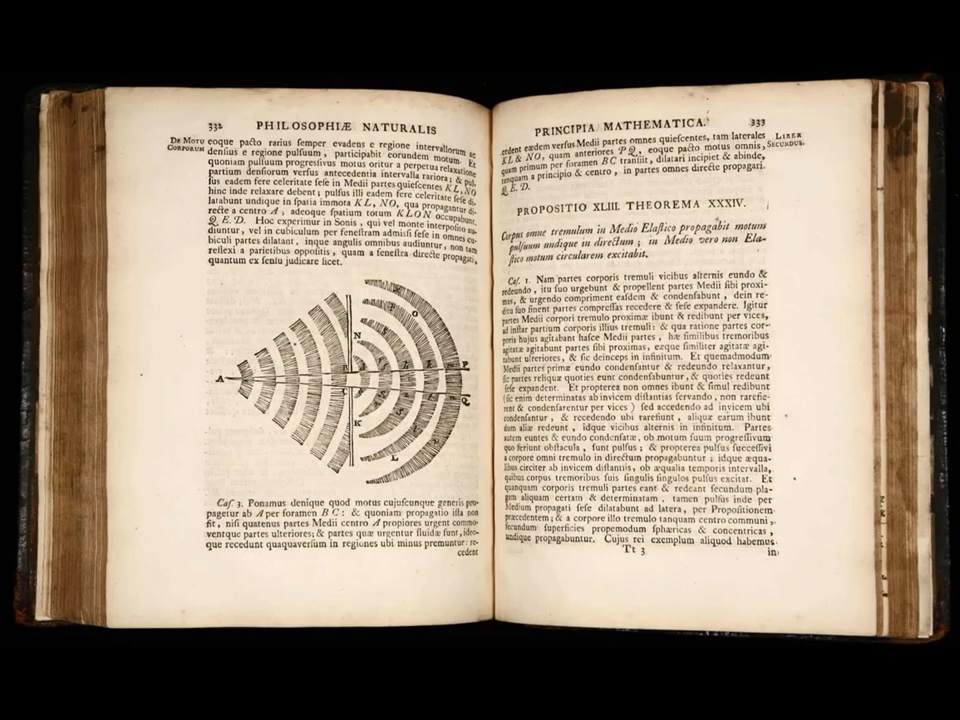 332 PHILOSOPHIÆ NATURALIS
DE MOTU CORPORUM
eoque pacto rarius semper evadens e regione intervallorum ac
densius e regione pulsuum, participabit eorundem motum. Et
quoniam pulsuum progressivus motus oritur a perpetua relaxatione
partium densiorum versus antecedentia intervalla rariora; & pul-
sus eadem fere celeritate sese in Medii partes quiescentes KL, NO
hinc inde relaxare debent; pulsus illi eadem fere celeritate sese di-
latabunt undique in spatia immota KL, NO, qua propagantur di-
recte a centro A; adeoque spatium totum KLON occupabunt.
Q. E. D. Hoc experimur in Sonis, qui vel monte interposito au-
diuntur, vel in cubiculum per fenestram admissi sese in omnes cu-
biculi partes dilatant, inque angulis omnibus audiuntur, non tam
reflexi a parietibus oppositis, quam a fenestra directe propagati,
quantum ex sensu judicare licet.
A
N
O
B
C
P
Q
K
L
Cas. 3. Ponamus denique quod motus cujuscunque generis pro-
pagetur ab A per foramen BC: & quoniam propagatio ista non
fit, nisi quatenus partes Medii centro A propiores urgent commo-
ventque partes ulteriores; & partes quæ urgentur fluidæ sunt, ideo-
que recedunt quaquaversum in regiones ubi minus premuntur: re-
cedent
PRINCIPIA MATHEMATICA. 333
LIBER SECUNDUS.
cedent eædem versus Medii partes omnes quiescentes, tam laterales
KL & NO, quam anteriores PQ, eoque pacto motus omnis,
quam primum per foramen BC transiit, dilatari incipiet & abinde,
tanquam a principio & centro, in partes omnes directe propagari.
Q. E. D.
PROPOSITIO XLIII. THEOREMA XXXIV.
Corpus omne tremulum in Medio Elastico propagabit motum
pulsuum undique in directum; in Medio vero non Ela-
stico motum circularem excitabit.
Cas. 1. Nam partes corporis tremuli vicibus alternis eundo &
redeundo, itu suo urgebunt & propellent partes Medii sibi proxi-
mas, & urgendo compriment easdem & condensabunt, dein re-
ditu suo sinent partes compressas recedere & sese expandere. Igitur
partes Medii corpori tremulo proximæ ibunt & redibunt per vices,
ad instar partium corporis illius tremuli: & qua ratione partes cor-
poris hujus agitabant hasce Medii partes, hæ similibus tremoribus
agitatæ agitabunt partes sibi proximas, eæque similiter agitatæ agi-
tabunt ulteriores, & sic deinceps in infinitum. Et quemadmodum
Medii partes primæ eundo condensantur & redeundo relaxantur,
sic partes reliquæ quoties eunt condensabuntur, & quoties redeunt
sese expandent. Et propterea non omnes ibunt & simul redibunt
(sic enim determinatas ab invicem distantias servando, non rarefie-
rent & condensarentur per vices) sed accedendo ad invicem ubi
condensantur, & recedendo ubi rarefiunt, aliquæ earum ibunt
dum aliæ redeunt, idque vicibus alternis in infinitum. Partes
autem euntes & eundo condensatæ, ob motum suum progressivum
quo feriunt obstacula, sunt pulsus; & propterea pulsus successivi
a corpore omni tremulo in directum propagabuntur; idque æqua-
libus circiter ab invicem distantiis, ob æqualia temporis intervalla,
quibus corpus tremoribus suis singulis singulos pulsus excitat. Et
quanquam corporis tremuli partes eant & redeant secundum pla-
gam aliquam certam & determinatam, tamen pulsus inde per
Medium propagati sese dilatabunt ad latera, per Propositionem
præcedentem; & a corpore illo tremulo tanquam centro communi,
secundum superficies propemodum sphæricas & concentricas,
undique propagabuntur. Cujus rei exemplum aliquod habemus
Tt 3 in